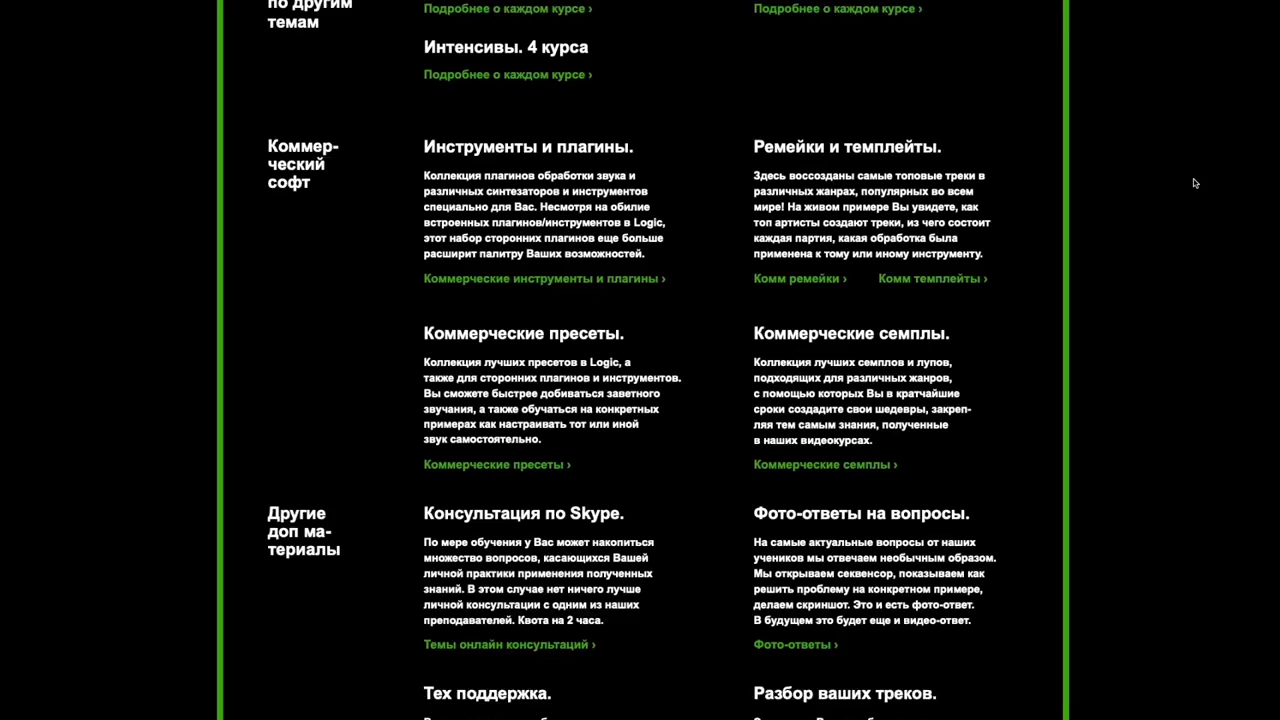 по другим
темам
Подробнее о каждом курсе ›
Подробнее о каждом курсе ›
Интенсивы. 4 курса
Подробнее о каждом курсе ›
Коммер-
ческий
софт
Инструменты и плагины.
Коллекция плагинов обработки звука и
различных синтезаторов и инструментов
специально для Вас. Несмотря на обилие
встроенных плагинов/инструментов в Logic,
этот набор сторонних плагинов еще больше
расширит палитру Ваших возможностей.
Коммерческие инструменты и плагины ›
Ремейки и темплейты.
Здесь воссозданы самые топовые треки в
различных жанрах, популярных во всем
мире! На живом примере Вы увидете, как
топ артисты создают треки, из чего состоит
каждая партия, какая обработка была
применена к тому или иному инструменту.
Комм ремейки ›
Комм темплейты ›
Коммерческие пресеты.
Коллекция лучших пресетов в Logic, а
также для сторонних плагинов и инструментов.
Вы сможете быстрее добиваться заветного
звучания, а также обучаться на конкретных
примерах как настраивать тот или иной
звук самостоятельно.
Коммерческие пресеты ›
Коммерческие семплы.
Коллекция лучших семплов и лупов,
подходящих для различных жанров,
с помощью которых Вы в кратчайшие
сроки создадите свои шедевры, закреп-
ляя тем самым знания, полученные
в наших видеокурсах.
Коммерческие семплы ›
Другие
доп ма-
териалы
Консультация по Skype.
По мере обучения у Вас может накопиться
множество вопросов, касающихся Вашей
личной практики применения полученных
знаний. В этом случае нет ничего лучше
личной консультации с одним из наших
преподавателей. Квота на 2 часа.
Темы онлайн консультаций ›
Фото-ответы на вопросы.
На самые актуальные вопросы от наших
учеников мы отвечаем необычным образом.
Мы открываем секвенсор, показываем как
решить проблему на конкретном примере,
делаем скриншот. Это и есть фото-ответ.
В будущем это будет еще и видео-ответ.
Фото-ответы ›
Тех поддержка.
Разбор ваших треков.